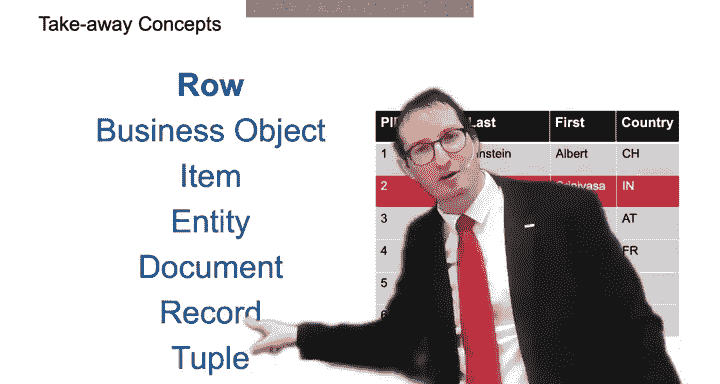 Take-away Concepts
Row
Business Object
Item
Entity
Document
Record
Tuple
Last First Country
1 Albert CH
2 IN
3 AT
4 FR
5